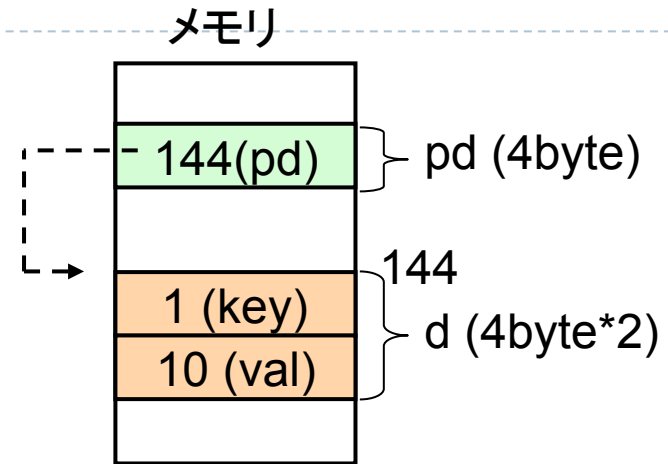 メモリ
144(pd)
pd (4byte)
144
1 (key)
d (4byte*2)
10 (val)